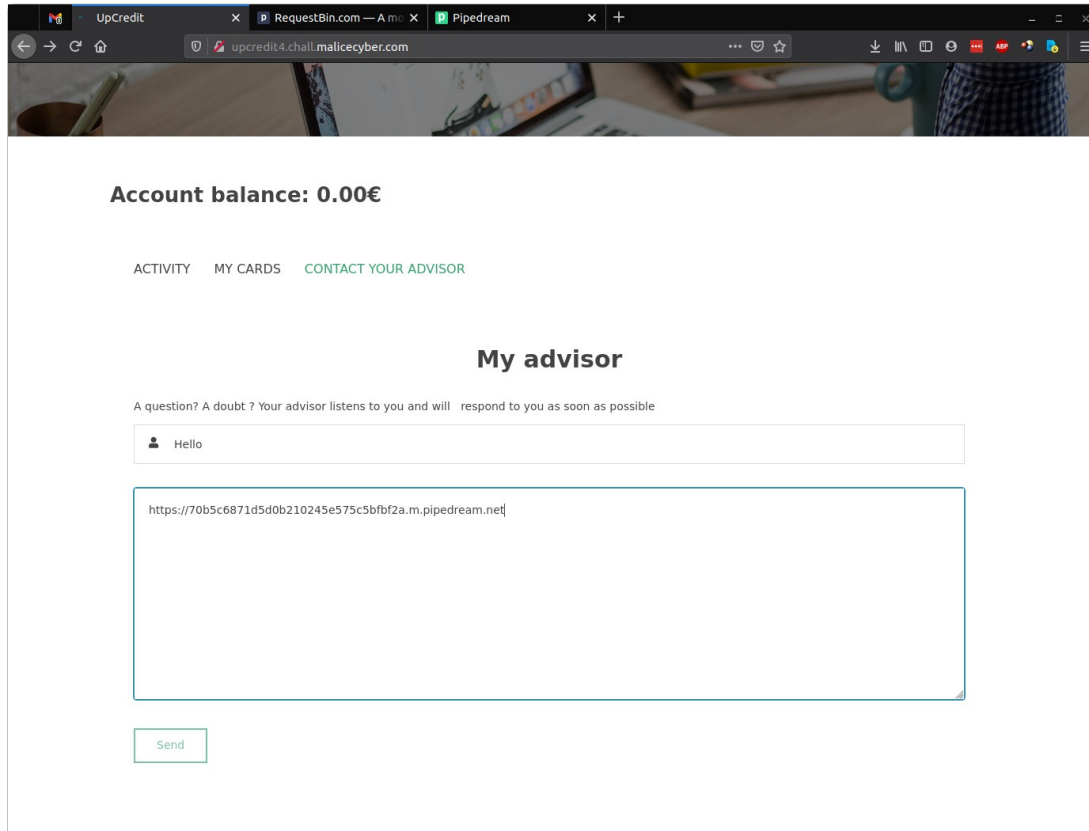 UpCredit
RequestBin.com — A mo
Pipedream
upcredit4.chall.malicecyber.com
ABP
Account balance: 0.00€
ACTIVITY MY CARDS CONTACT YOUR ADVISOR
My advisor
A question? A doubt ? Your advisor listens to you and will respond to you as soon as possible
Hello
https://70b5c6871d5d0b210245e575c5bfbf2a.m.pipedream.net
Send